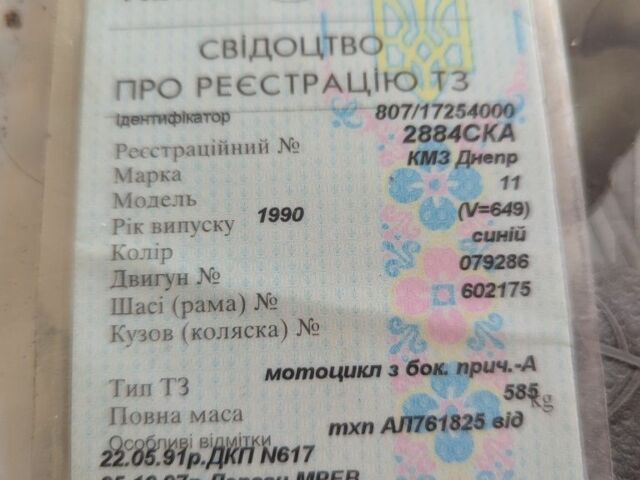 СВІДОЦТВО
ПРО РЕЄСТРАЦІЮ ТЗ
Ідентифікатор 807/17254000
Реєстраційний № 2884СКА
Марка КМЗ Днепр
Модель 11
Рік випуску 1990 (V=649)
Колір синій
Двигун № 079286
Шасі (рама) № 602175
Кузов (коляска) №
Тип ТЗ мотоцикл з бок. прич.-А
Повна маса 585 kg
Особливі відмітки тхп АЛ761825 від
22.05.91р.ДКП N617
МРЕВ